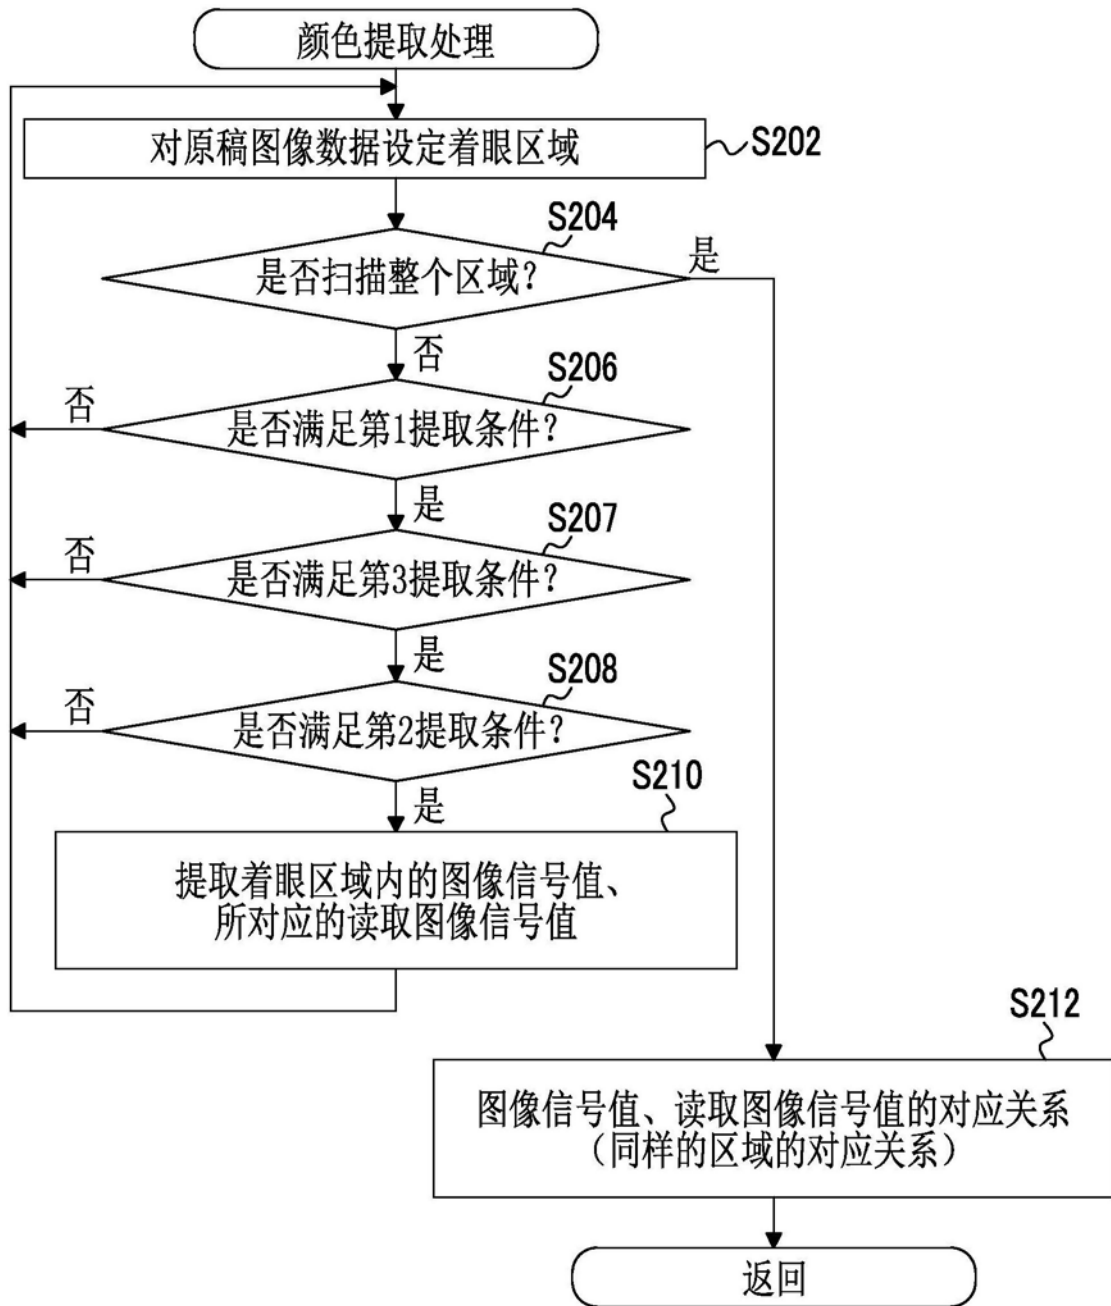 颜色提取处理
对原稿图像数据设定着眼区域
S202
S204
是否扫描整个区域?
是
否
S206
否
是否满足第1提取条件?
是
S207
否
是否满足第3提取条件?
是
S208
否
是否满足第2提取条件?
是
S210
提取着眼区域内的图像信号值、
所对应的读取图像信号值
S212
图像信号值、读取图像信号值的对应关系
(同样的区域的对应关系)
返回